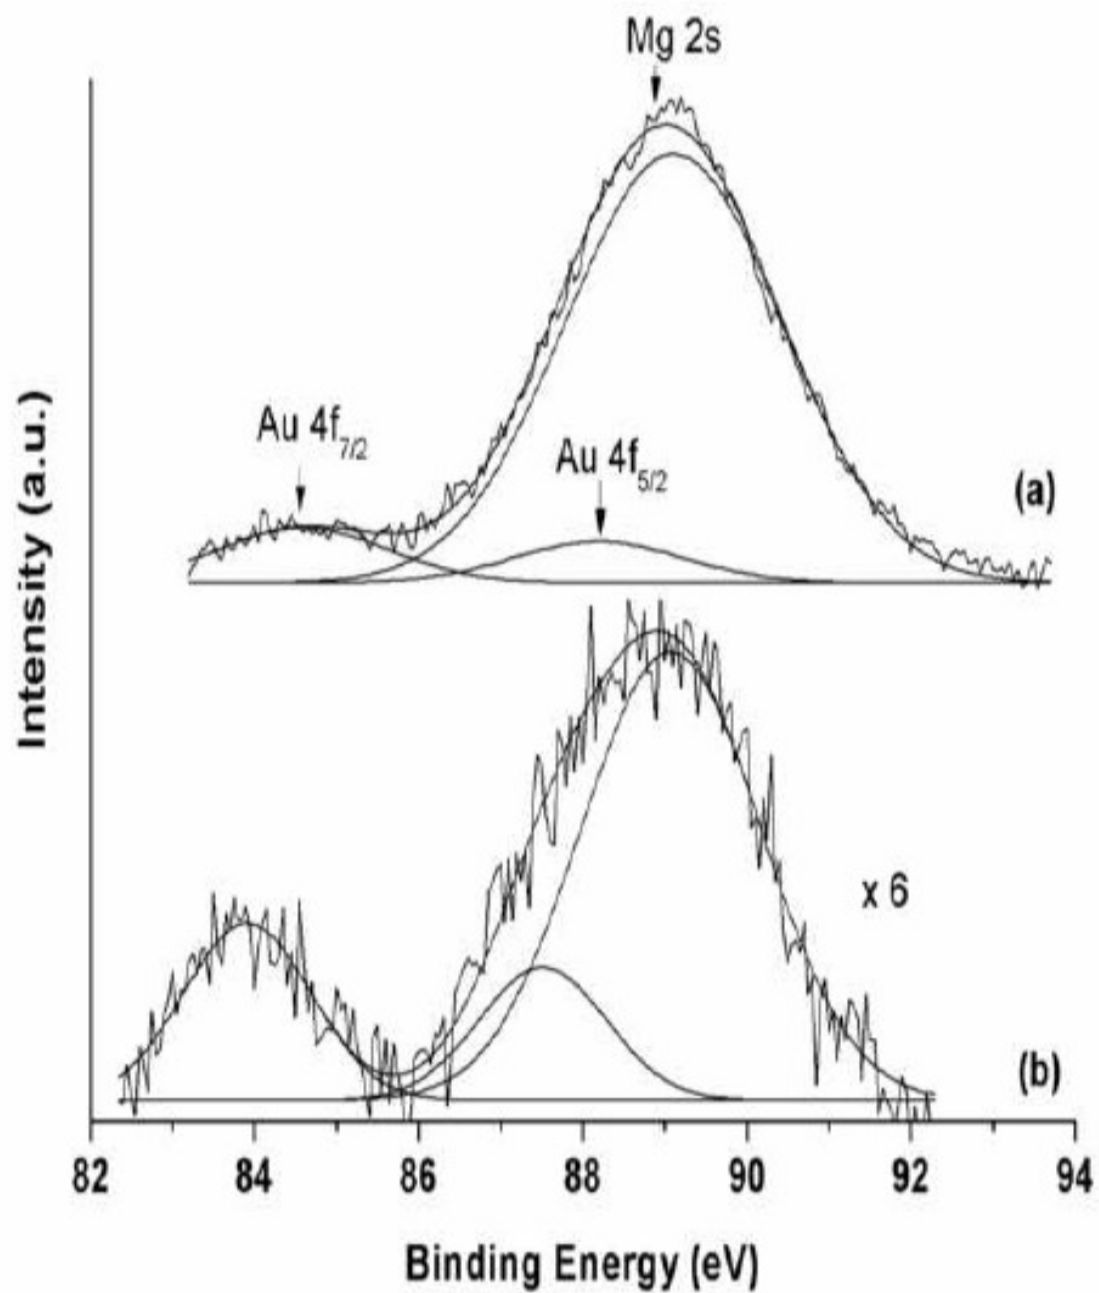 Mg 2s
Au 4f7/2
Au 4f5/2
(a)
Intensity (a.u.)
x 6
(b)
82 84 86 88 90 92 94
Binding Energy (eV)